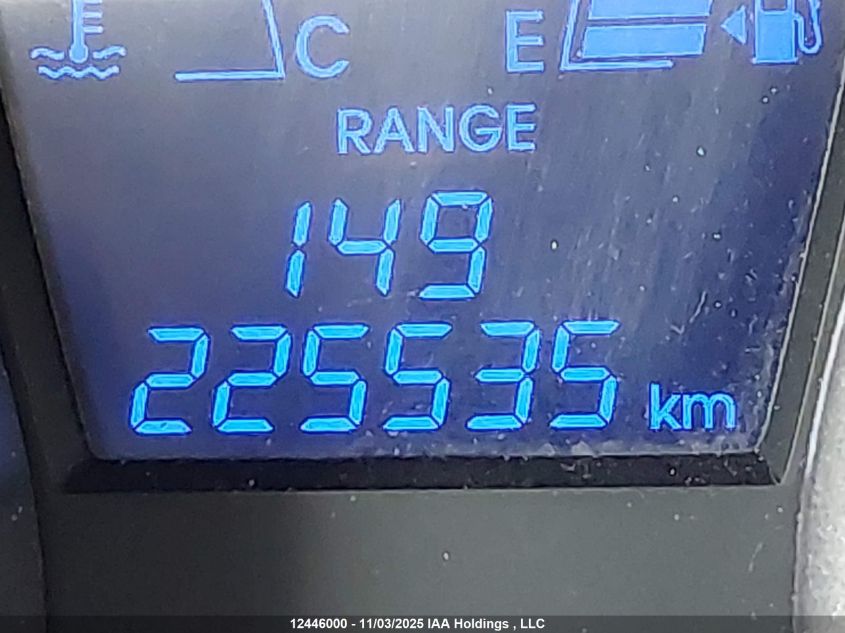 C E
RANGE
149
225535 km
12446000 - 11/03/2025 IAA Holdings , LLC